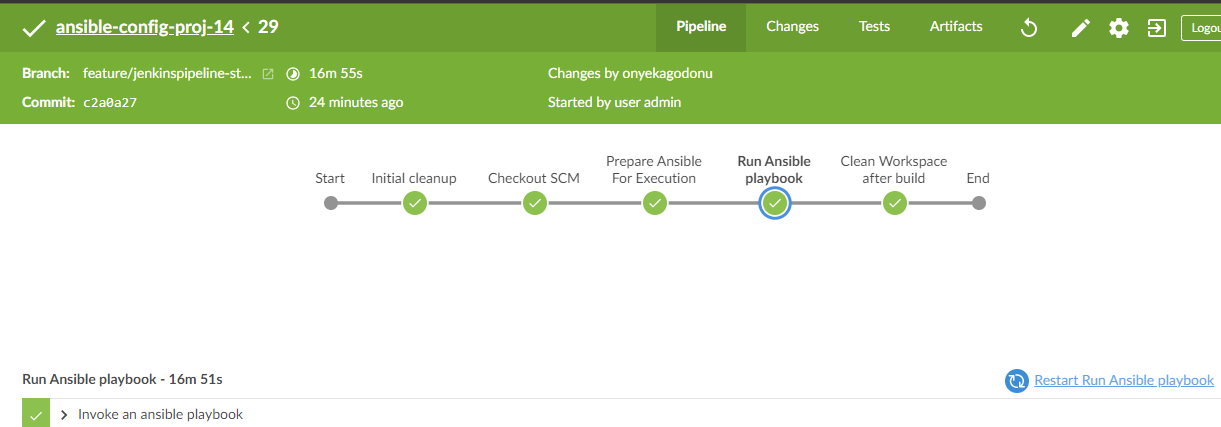 ansible-config-proj-14 < 29
Pipeline Changes Tests Artifacts
Branch: feature/jenkinspipeline-st... 16m 55s Changes by onyekagodonu
Commit: c2a0a27 24 minutes ago Started by user admin
Start
Initial cleanup
Checkout SCM
Prepare Ansible
For Execution
Run Ansible
playbook
Clean Workspace
after build
End
Run Ansible playbook - 16m 51s
Restart Run Ansible playbook
Invoke an ansible playbook